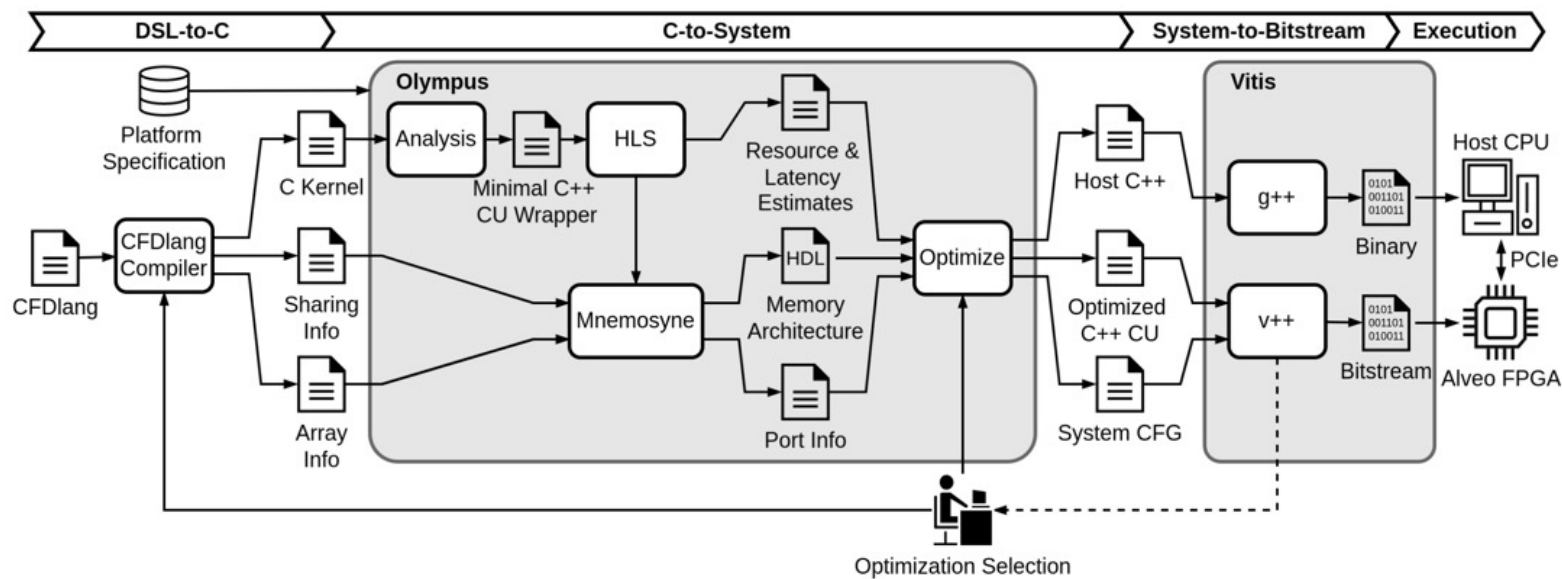 DSL-to-C
C-to-System
System-to-Bitstream
Execution
Platform
Specification
Olympus
Vitis
Analysis
HLS
C Kernel
Minimal C++
CU Wrapper
Resource &
Latency
Estimates
Host C++
g++
0101
001101
010011
Binary
Host CPU
PCIe
CFDlang
CFDlang
Compiler
Sharing
Info
Mnemosyne
HDL
Memory
Architecture
Optimize
Optimized
C++ CU
v++
0101
001101
010011
Bitstream
Alveo FPGA
Array
Info
Port Info
System CFG
Optimization Selection